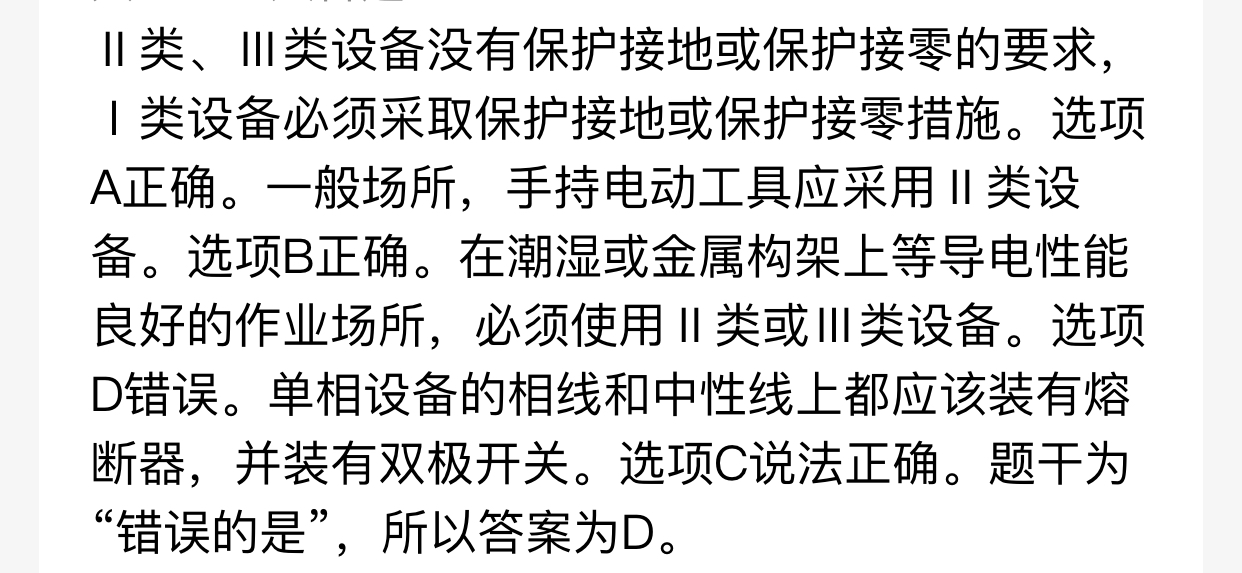 Ⅱ类、Ⅲ类设备没有保护接地或保护接零的要求，
Ⅰ类设备必须采取保护接地或保护接零措施。选项
A正确。一般场所，手持电动工具应采用Ⅱ类设
备。选项B正确。在潮湿或金属构架上等导电性能
良好的作业场所，必须使用Ⅱ类或Ⅲ类设备。选项
D错误。单相设备的相线和中性线上都应该装有熔
断器，并装有双极开关。选项C说法正确。题干为
“错误的是”，所以答案为D。